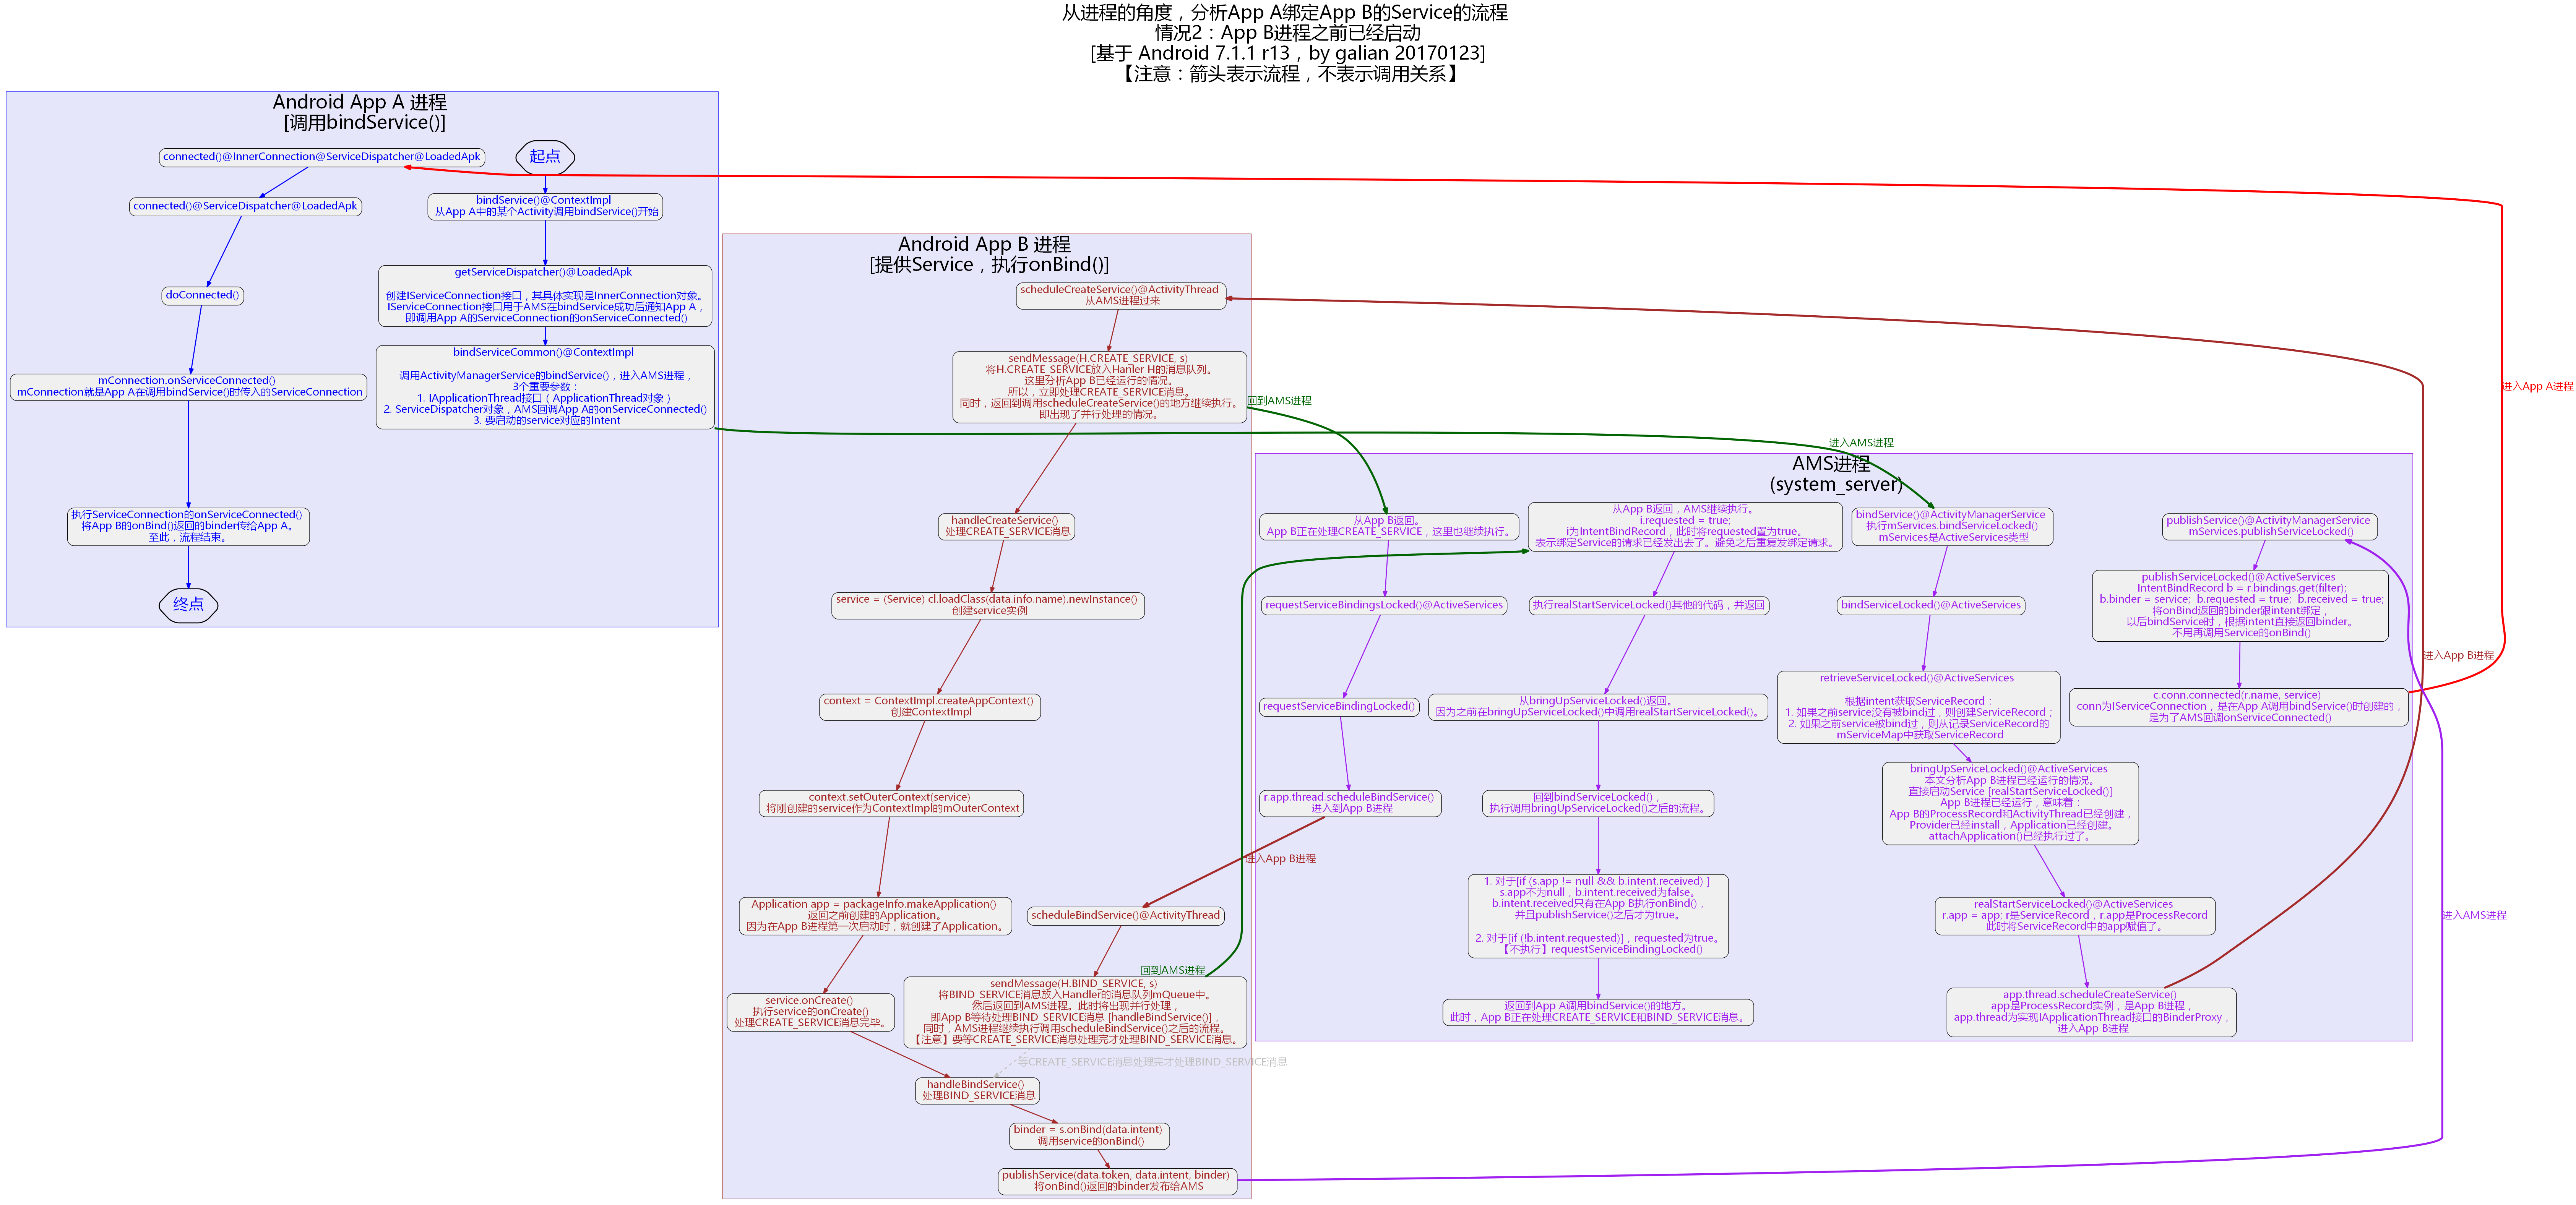 从进程的角度，分析App A绑定App B的Service的流程
情况2：App B进程之前已经启动
[基于 Android 7.1.1 r13，by galian 20170123]
【注意：箭头表示流程，不表示调用关系】
Android App A 进程
[调用bindService()]
起点
bindService()@ContextImpl
从App A中的某个Activity调用bindService()开始
getServiceDispatcher()@LoadedApk
创建IServiceConnection接口，其具体实现是InnerConnection对象。
IServiceConnection接口用于AMS在bindService成功后通知App A，
即调用App A的ServiceConnection的onServiceConnected()
bindServiceCommon()@ContextImpl
调用ActivityManagerService的bindService()，进入AMS进程，
3个重要参数：
1. IApplicationThread接口（ApplicationThread对象）
2. ServiceDispatcher对象，AMS回调App A的onServiceConnected()
3. 要启动的service对应的Intent
connected()@InnerConnection@ServiceDispatcher@LoadedApk
connected()@ServiceDispatcher@LoadedApk
doConnected()
mConnection.onServiceConnected()
mConnection就是App A在调用bindService()时传入的ServiceConnection
执行ServiceConnection的onServiceConnected()
将App B的onBind()返回的binder传给App A。
至此，流程结束。
终点
Android App B 进程
[提供Service，执行onBind()]
scheduleCreateService()@ActivityThread
从AMS进程过来
sendMessage(H.CREATE_SERVICE, s)
将H.CREATE_SERVICE放入Hanler H的消息队列。
这里分析App B已经运行的情况。
所以，立即处理CREATE_SERVICE消息。
同时，返回到调用scheduleCreateService()的地方继续执行。
即出现了并行处理的情况。
handleCreateService()
处理CREATE_SERVICE消息
service = (Service) cl.loadClass(data.info.name).newInstance()
创建service实例
context = ContextImpl.createAppContext()
创建ContextImpl
context.setOuterContext(service)
将刚创建的service作为ContextImpl的mOuterContext
Application app = packageInfo.makeApplication()
返回之前创建的Application。
因为在App B进程第一次启动时，就创建了Application。
service.onCreate()
执行service的onCreate()
处理CREATE_SERVICE消息完毕。
scheduleBindService()@ActivityThread
sendMessage(H.BIND_SERVICE, s)
将BIND_SERVICE消息放入Handler的消息队列mQueue中。
然后返回到AMS进程。此时将出现并行处理，
即App B等待处理BIND_SERVICE消息 [handleBindService()]，
同时，AMS进程继续执行调用scheduleBindService()之后的流程。
【注意】要等CREATE_SERVICE消息处理完才处理BIND_SERVICE消息。
等CREATE_SERVICE消息处理完才处理BIND_SERVICE消息
handleBindService()
处理BIND_SERVICE消息
binder = s.onBind(data.intent)
调用service的onBind()
publishService(data.token, data.intent, binder)
将onBind()返回的binder发布给AMS
回到AMS进程
进入AMS进程
进入App B进程
回到AMS进程
AMS进程
(system_server)
从App B返回。
App B正在处理CREATE_SERVICE，这里也继续执行。
requestServiceBindingsLocked()@ActiveServices
requestServiceBindingLocked()
r.app.thread.scheduleBindService()
进入到App B进程
从App B返回，AMS继续执行。
i.requested = true;
i为IntentBindRecord，此时将requested置为true。
表示绑定Service的请求已经发出去了。避免之后重复发绑定请求。
执行realStartServiceLocked()其他的代码，并返回
从bringUpServiceLocked()返回。
因为之前在bringUpServiceLocked()中调用realStartServiceLocked()。
回到bindServiceLocked()，
执行调用bringUpServiceLocked()之后的流程。
1. 对于[if (s.app != null && b.intent.received) ]
s.app不为null，b.intent.received为false。
b.intent.received只有在App B执行onBind()，
并且publishService()之后才为true。
2. 对于[if (!b.intent.requested)]，requested为true。
【不执行】requestServiceBindingLocked()
返回到App A调用bindService()的地方。
此时，App B正在处理CREATE_SERVICE和BIND_SERVICE消息。
bindService()@ActivityManagerService
执行mServices.bindServiceLocked()
mServices是ActiveServices类型
bindServiceLocked()@ActiveServices
retrieveServiceLocked()@ActiveServices
根据intent获取ServiceRecord：
1. 如果之前service没有被bind过，则创建ServiceRecord；
2. 如果之前service被bind过，则从记录ServiceRecord的
mServiceMap中获取ServiceRecord
bringUpServiceLocked()@ActiveServices
本文分析App B进程已经运行的情况。
直接启动Service [realStartServiceLocked()]
App B进程已经运行，意味着：
App B的ProcessRecord和ActivityThread已经创建，
Provider已经install，Application已经创建。
attachApplication()已经执行过了。
realStartServiceLocked()@ActiveServices
r.app = app; r是ServiceRecord，r.app是ProcessRecord
此时将ServiceRecord中的app赋值了。
app.thread.scheduleCreateService()
app是ProcessRecord实例，是App B进程，
app.thread为实现IApplicationThread接口的BinderProxy，
进入App B进程
publishService()@ActivityManagerService
mServices.publishServiceLocked()
publishServiceLocked()@ActiveServices
IntentBindRecord b = r.bindings.get(filter);
b.binder = service;  b.requested = true;  b.received = true;
将onBind返回的binder跟intent绑定，
以后bindService时，根据intent直接返回binder。
不用再调用Service的onBind()
c.conn.connected(r.name, service)
conn为IServiceConnection，是在App A调用bindService()时创建的，
是为了AMS回调onServiceConnected()
进入App A进程
进入App B进程
进入AMS进程